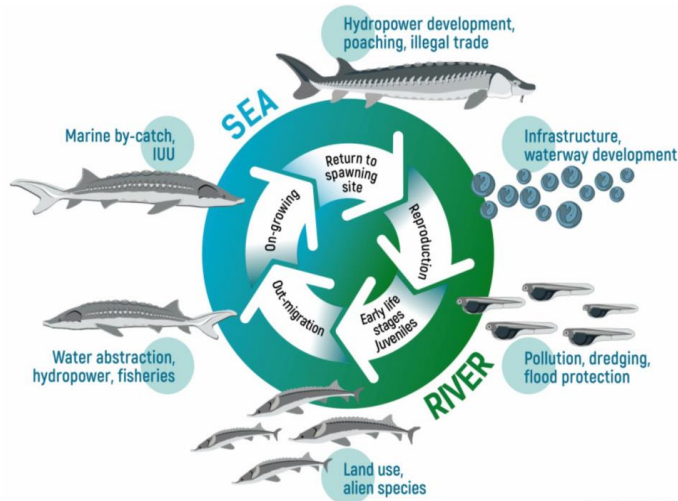 Hydropower development,
poaching, illegal trade
SEA
Marine by-catch,
IUU
Return to
spawning
site
Infrastructure,
waterway development
On-growing
Reproduction
Out-migration
Early life
stages
Juveniles
Water abstraction,
hydropower, fisheries
Pollution, dredging,
flood protection
RIVER
Land use,
alien species